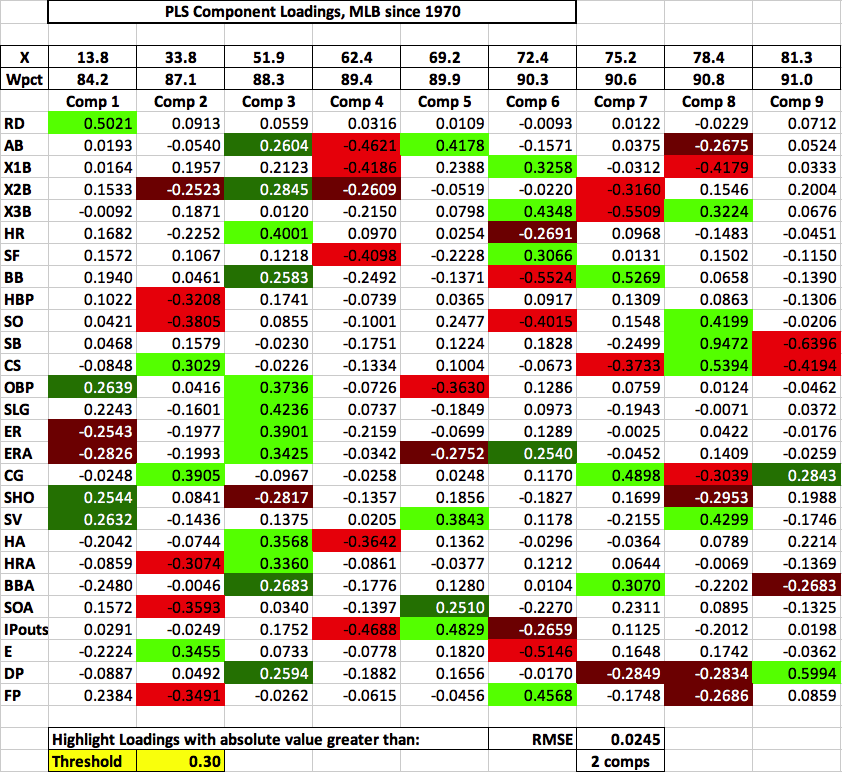 PLS Component Loadings, MLB since 1970
X 13.8 33.8 51.9 62.4 69.2 72.4 75.2 78.4 81.3
Wpct 84.2 87.1 88.3 89.4 89.9 90.3 90.6 90.8 91.0
Comp 1 Comp 2 Comp 3 Comp 4 Comp 5 Comp 6 Comp 7 Comp 8 Comp 9
RD 0.5021 0.0913 0.0559 0.0316 0.0109 -0.0093 0.0122 -0.0229 0.0712
AB 0.0193 -0.0540 0.2604 -0.4621 0.4178 -0.1571 0.0375 -0.2675 0.0524
X1B 0.0164 0.1957 0.2123 -0.4186 0.2388 0.3258 -0.0312 -0.4179 0.0333
X2B 0.1533 -0.2523 0.2845 -0.2609 -0.0519 -0.0220 -0.3160 0.1546 0.2004
X3B -0.0092 0.1871 0.0120 -0.2150 0.0798 0.4348 -0.5509 0.3224 0.0676
HR 0.1682 -0.2252 0.4001 0.0970 0.0254 -0.2691 0.0968 -0.1483 -0.0451
SF 0.1572 0.1067 0.1218 -0.4098 -0.2228 0.3066 0.0131 0.1502 -0.1150
BB 0.1940 0.0461 0.2583 -0.2492 -0.1371 -0.5524 0.5269 0.0658 -0.1390
HBP 0.1022 -0.3208 0.1741 -0.0739 0.0365 0.0917 0.1309 0.0863 -0.1306
SO 0.0421 -0.3805 0.0855 -0.1001 0.2477 -0.4015 0.1548 0.4199 -0.0206
SB 0.0468 0.1579 -0.0230 -0.1751 0.1224 0.1828 -0.2499 0.9472 -0.6396
CS -0.0848 0.3029 -0.0226 -0.1334 0.1004 -0.0673 -0.3733 0.5394 -0.4194
OBP 0.2639 0.0416 0.3736 -0.0726 -0.3630 0.1286 0.0759 0.0124 -0.0462
SLG 0.2243 -0.1601 0.4236 0.0737 -0.1849 0.0973 -0.1943 -0.0071 0.0372
ER -0.2543 -0.1977 0.3901 -0.2159 -0.0699 0.1289 -0.0025 0.0422 -0.0176
ERA -0.2826 -0.1993 0.3425 -0.0342 -0.2752 0.2540 -0.0452 0.1409 -0.0259
CG -0.0248 0.3905 -0.0967 -0.0258 0.0248 0.1170 0.4898 -0.3039 0.2843
SHO 0.2544 0.0841 -0.2817 -0.1357 0.1856 -0.1827 0.1699 -0.2953 0.1988
SV 0.2632 -0.1436 0.1375 0.0205 0.3843 0.1178 -0.2155 0.4299 -0.1746
HA -0.2042 -0.0744 0.3568 -0.3642 0.1362 -0.0296 -0.0364 0.0789 0.2214
HRA -0.0859 -0.3074 0.3360 -0.0861 -0.0377 0.1212 0.0644 -0.0069 -0.1369
BBA -0.2480 -0.0046 0.2683 -0.1776 0.1280 0.0104 0.3070 -0.2202 -0.2683
SOA 0.1572 -0.3593 0.0340 -0.1397 0.2510 -0.2270 0.2311 0.0895 -0.1325
IPouts 0.0291 -0.0249 0.1752 -0.4688 0.4829 -0.2659 0.1125 -0.2012 0.0198
E -0.2224 0.3455 0.0733 -0.0778 0.1820 -0.5146 0.1648 0.1742 -0.0362
DP -0.0887 0.0492 0.2594 -0.1882 0.1656 -0.0170 -0.2849 -0.2834 0.5994
FP 0.2384 -0.3491 -0.0262 -0.0615 -0.0456 0.4568 -0.1748 -0.2686 0.0859
Highlight Loadings with absolute value greater than: RMSE 0.0245
Threshold 0.30 2 comps